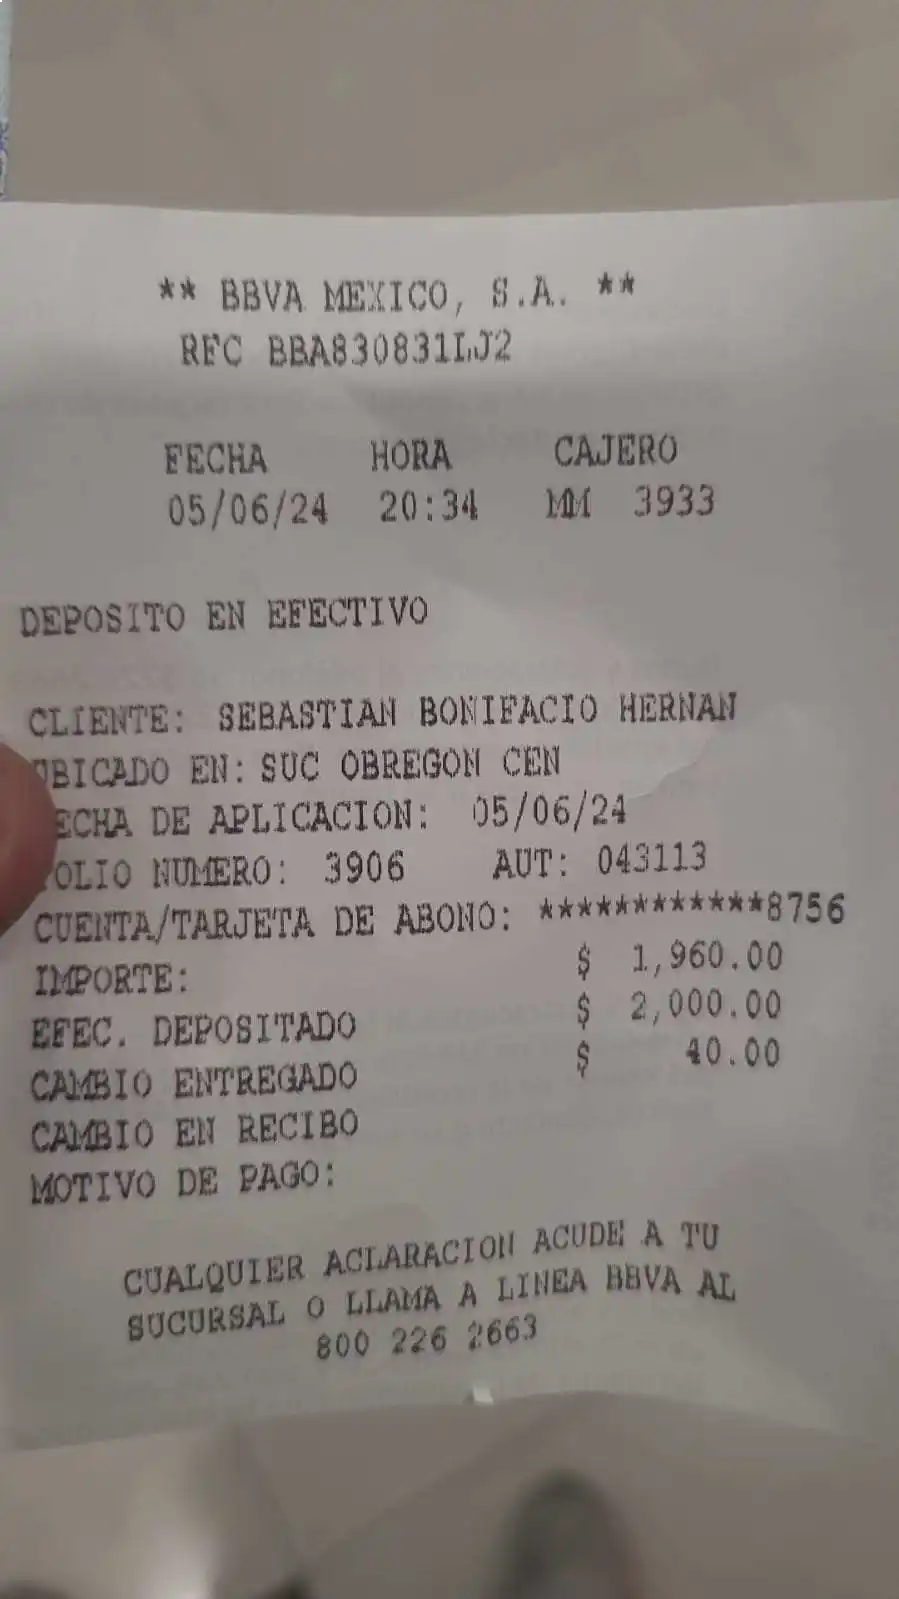 ** BBVA MEXICO, S.A. **
RFC BBA830831LJ2
FECHA HORA CAJERO
05/06/24 20:34 MM 3933
DEPOSITO EN EFECTIVO
CLIENTE: SEBASTIAN BONIFACIO HERNAN
UBICADO EN: SUC OBREGON CEN
FECHA DE APLICACION: 05/06/24
FOLIO NUMERO: 3906 AUT: 043113
CUENTA/TARJETA DE ABONO: ************8756
IMPORTE: $ 1,960.00
EFEC. DEPOSITADO $ 2,000.00
CAMBIO ENTREGADO $ 40.00
CAMBIO EN RECIBO
MOTIVO DE PAGO:
CUALQUIER ACLARACION ACUDE A TU
SUCURSAL O LLAMA A LINEA BBVA AL
800 226 2663